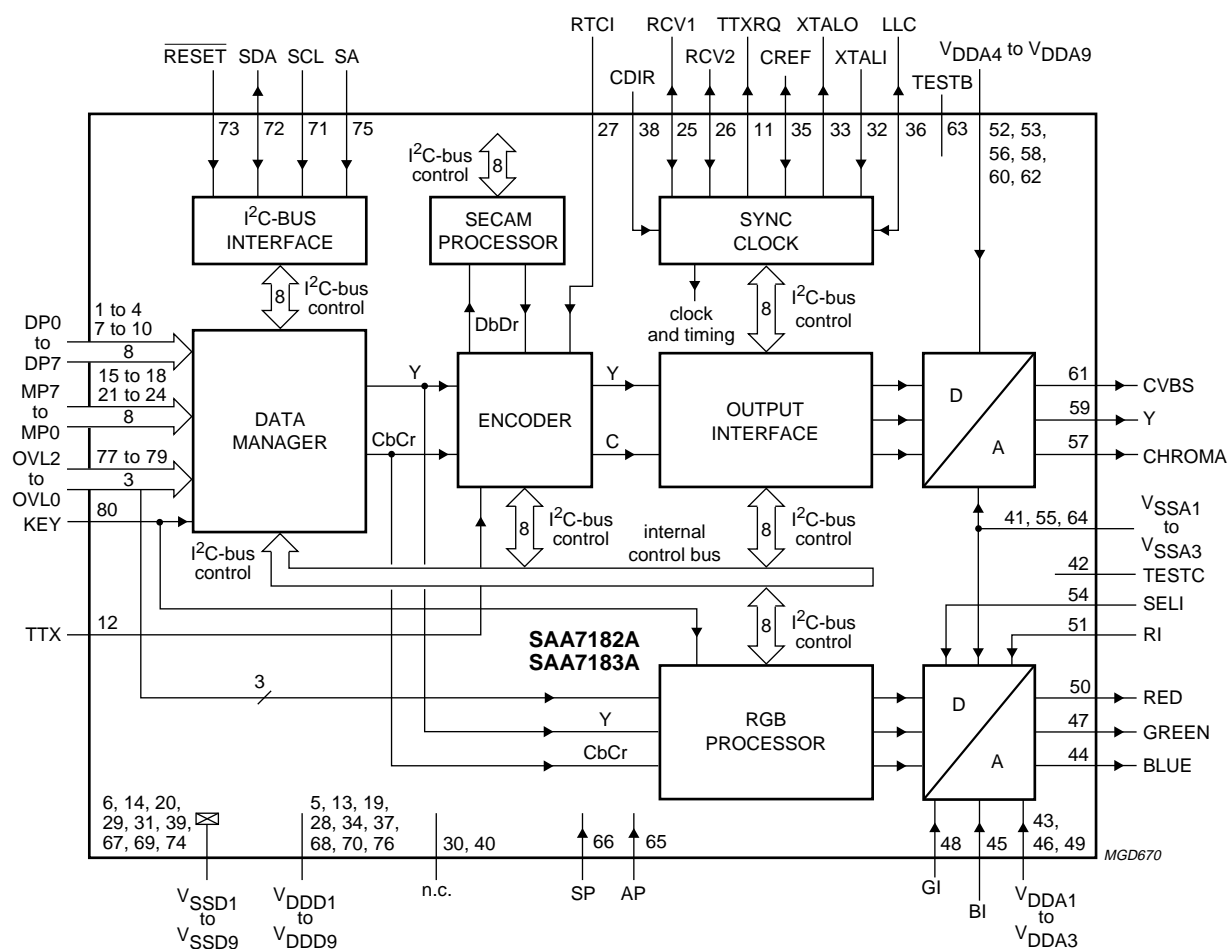 RESET
SDA
SCL
SA
RTCI
CDIR
RCV1
RCV2
TTXRQ
CREF
XTALO
XTALI
LLC
TESTB
VDDA4 to VDDA9
73
72
71
75
27
38
25
26
11
35
33
32
36
63
52, 53,
56, 58,
60, 62
I2C-bus
control
8
I2C-BUS
INTERFACE
SECAM
PROCESSOR
SYNC
CLOCK
8
I2C-bus
control
DbDr
clock
and timing
8
I2C-bus
control
DP0
to
DP7
1 to 4
7 to 10
8
MP7
to
MP0
15 to 18
21 to 24
8
OVL2
to
OVL0
77 to 79
3
KEY
80
DATA
MANAGER
Y
CbCr
ENCODER
Y
C
OUTPUT
INTERFACE
D
A
61
CVBS
59
Y
57
CHROMA
I2C-bus
control
8
I2C-bus
control
internal
control bus
8
I2C-bus
control
41, 55, 64
VSSA1
to
VSSA3
42
TESTC
54
SELI
51
RI
TTX
12
SAA7182A
SAA7183A
8
I2C-bus
control
3
Y
CbCr
RGB
PROCESSOR
D
A
50
RED
47
GREEN
44
BLUE
6, 14, 20,
29, 31, 39,
67, 69, 74
5, 13, 19,
28, 34, 37,
68, 70, 76
30, 40
66
65
48
45
43,
46, 49
MGD670
VSSD1
to
VSSD9
VDDD1
to
VDDD9
n.c.
SP
AP
GI
BI
VDDA1
to
VDDA3